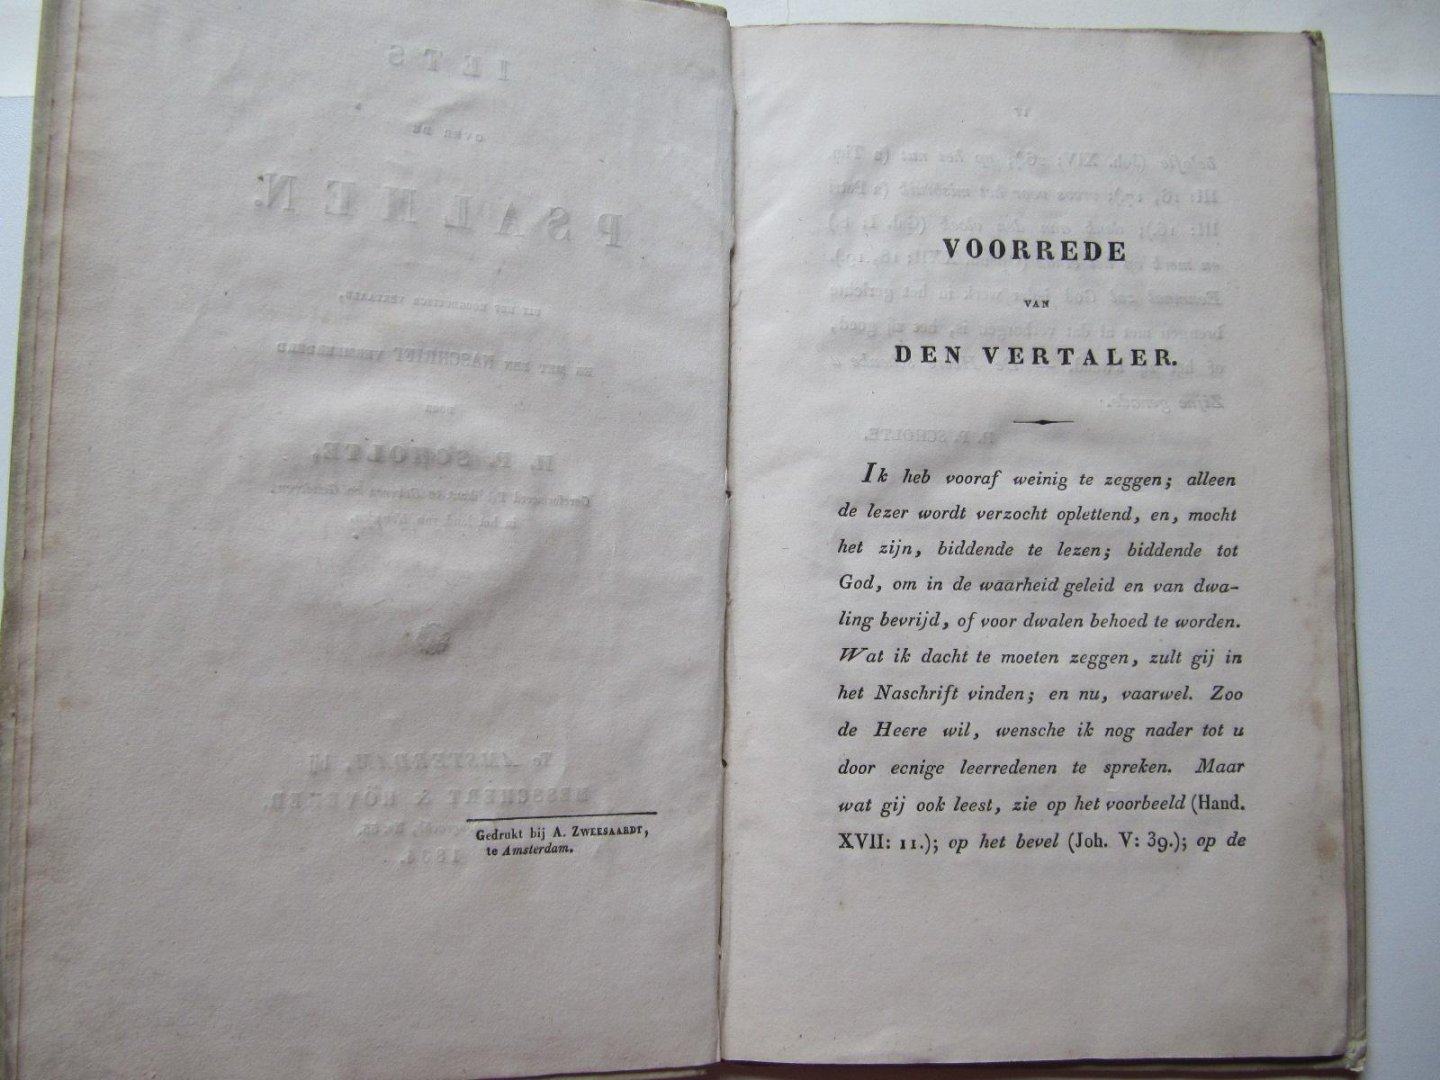 Gedrukt bij A. ZWEESAARDT,
te Amsterdam.
VOORREDE
VAN
DEN VERTALER.
Ik heb vooraf weinig te zeggen; alleen
de lezer wordt verzocht oplettend, en, mocht
het zijn, biddende te lezen; biddende tot
God, om in de waarheid geleid en van dwa-
ling bevrijd, of voor dwalen behoed te worden.
Wat ik dacht te moeten zeggen, zult gij in
het Naschrift vinden; en nu, vaarwel. Zoo
de Heere wil, wensche ik nog nader tot u
door eenige leerredenen te spreken. Maar
wat gij ook leest, zie op het voorbeeld (Hand.
XVII: 11.); op het bevel (Joh. V: 39.); op de